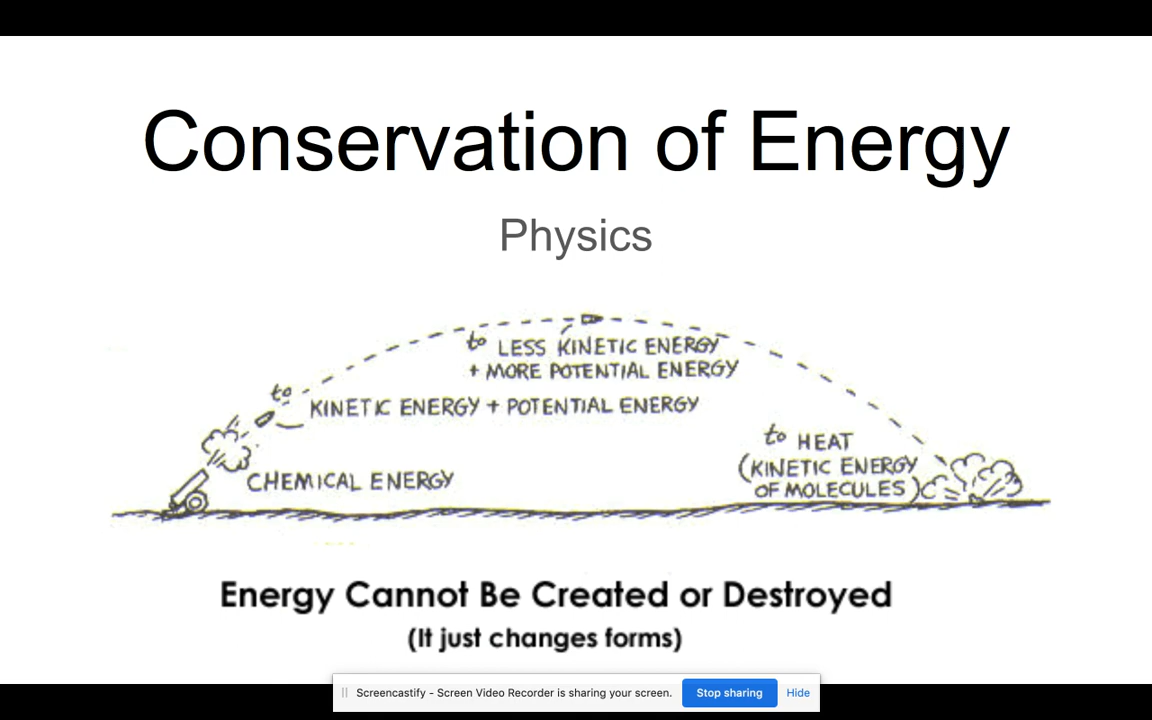 Conservation of Energy
Physics
to LESS KINETIC ENERGY
+ MORE POTENTIAL ENERGY
to
KINETIC ENERGY + POTENTIAL ENERGY
to HEAT
(KINETIC ENERGY
OF MOLECULES)
CHEMICAL ENERGY
Energy Cannot Be Created or Destroyed
(It just changes forms)
Screencastify - Screen Video Recorder is sharing your screen. Stop sharing Hide